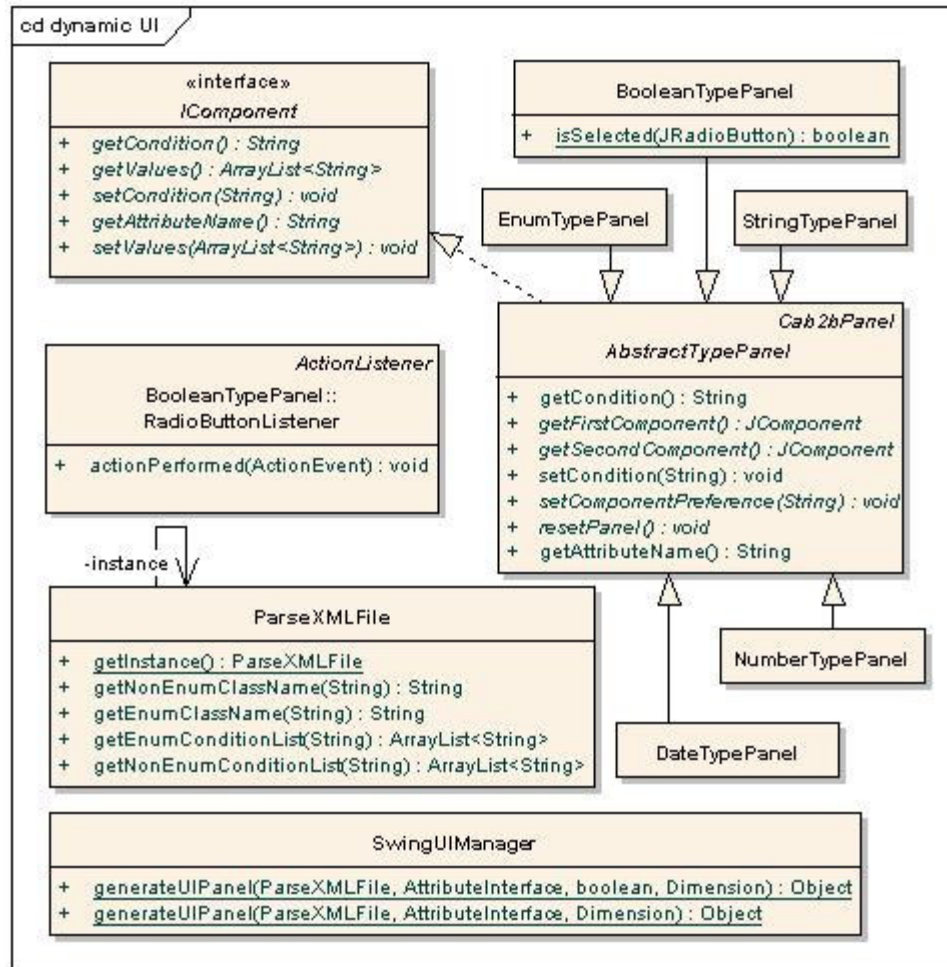 cd dynamic UI
«interface»
IComponent
+ getCondition() : String
+ getValues() : ArrayList<String>
+ setCondition(String) : void
+ getAttributeName() : String
+ setValues(ArrayList<String>) : void
BooleanTypePanel
+ isSelected(JRadioButton) : boolean
EnumTypePanel
StringTypePanel
Cab2bPanel
AbstractTypePanel
+ getCondition() : String
+ getFirstComponent() : JComponent
+ getSecondComponent() : JComponent
+ setCondition(String) : void
+ setComponentPreference(String) : void
+ resetPanel() : void
+ getAttributeName() : String
ActionListener
BooleanTypePanel::
RadioButtonListener
+ actionPerformed(ActionEvent) : void
-instance
ParseXMLFile
+ getInstance() : ParseXMLFile
+ getNonEnumClassName(String) : String
+ getEnumClassName(String) : String
+ getEnumConditionList(String) : ArrayList<String>
+ getNonEnumConditionList(String) : ArrayList<String>
NumberTypePanel
DateTypePanel
SwingUIManager
+ generateUIPanel(ParseXMLFile, AttributeInterface, boolean, Dimension) : Object
+ generateUIPanel(ParseXMLFile, AttributeInterface, Dimension) : Object